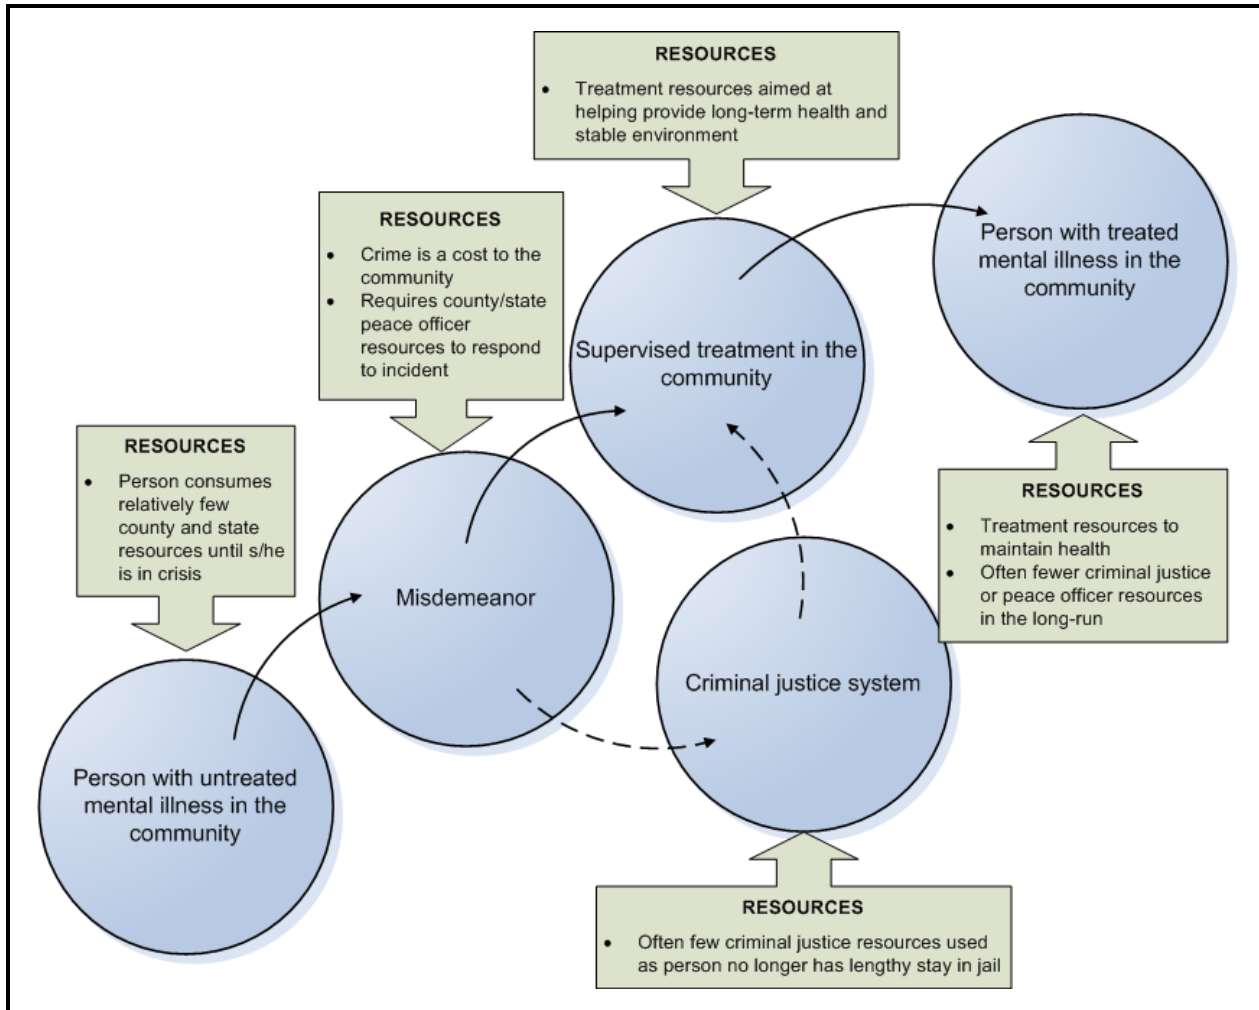 RESOURCES
• Treatment resources aimed at
helping provide long-term health and
stable environment
RESOURCES
• Crime is a cost to the
community
• Requires county/state
peace officer
resources to respond
to incident
Person with treated
mental illness in the
community
Supervised treatment in the
community
RESOURCES
• Person consumes
relatively few
county and state
resources until s/he
is in crisis
RESOURCES
• Treatment resources to
maintain health
• Often fewer criminal justice
or peace officer resources
in the long-run
Misdemeanor
Criminal justice system
Person with untreated
mental illness in the
community
RESOURCES
• Often few criminal justice resources used
as person no longer has lengthy stay in jail